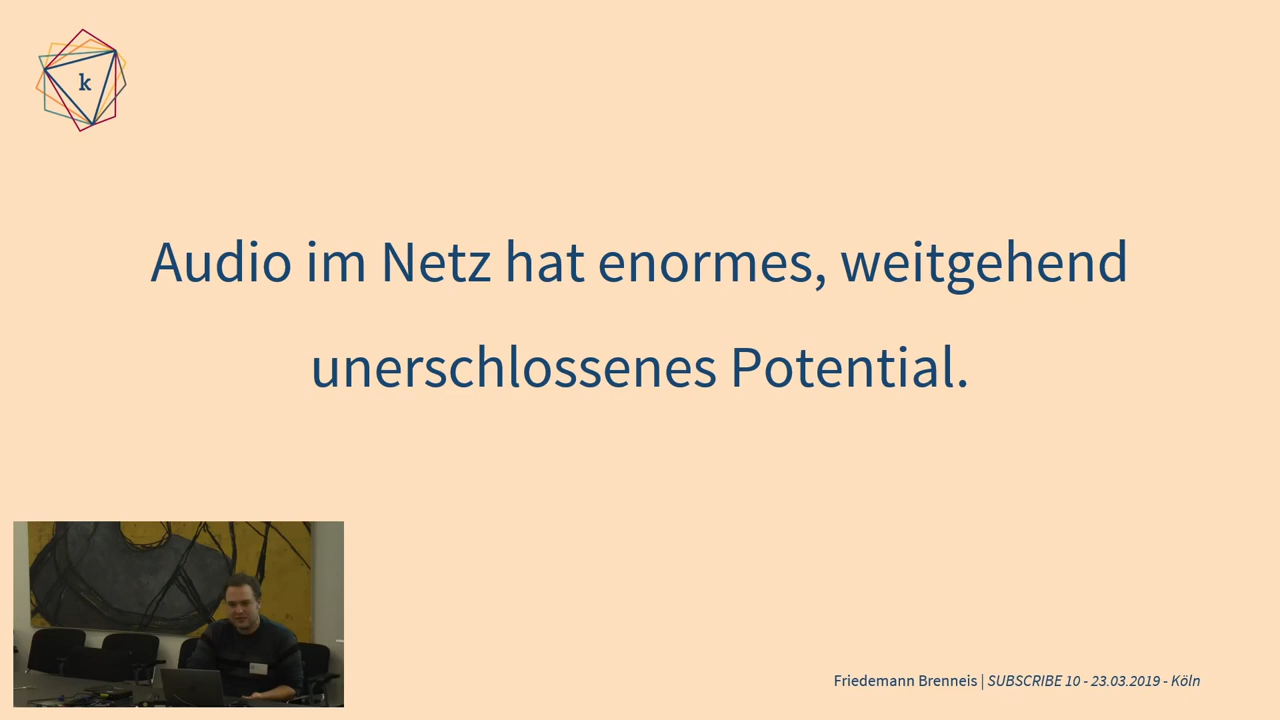 k
Audio im Netz hat enormes, weitgehend
unerschlossenes Potential.
Friedemann Brenneis | SUBSCRIBE 10 - 23.03.2019 - Köln